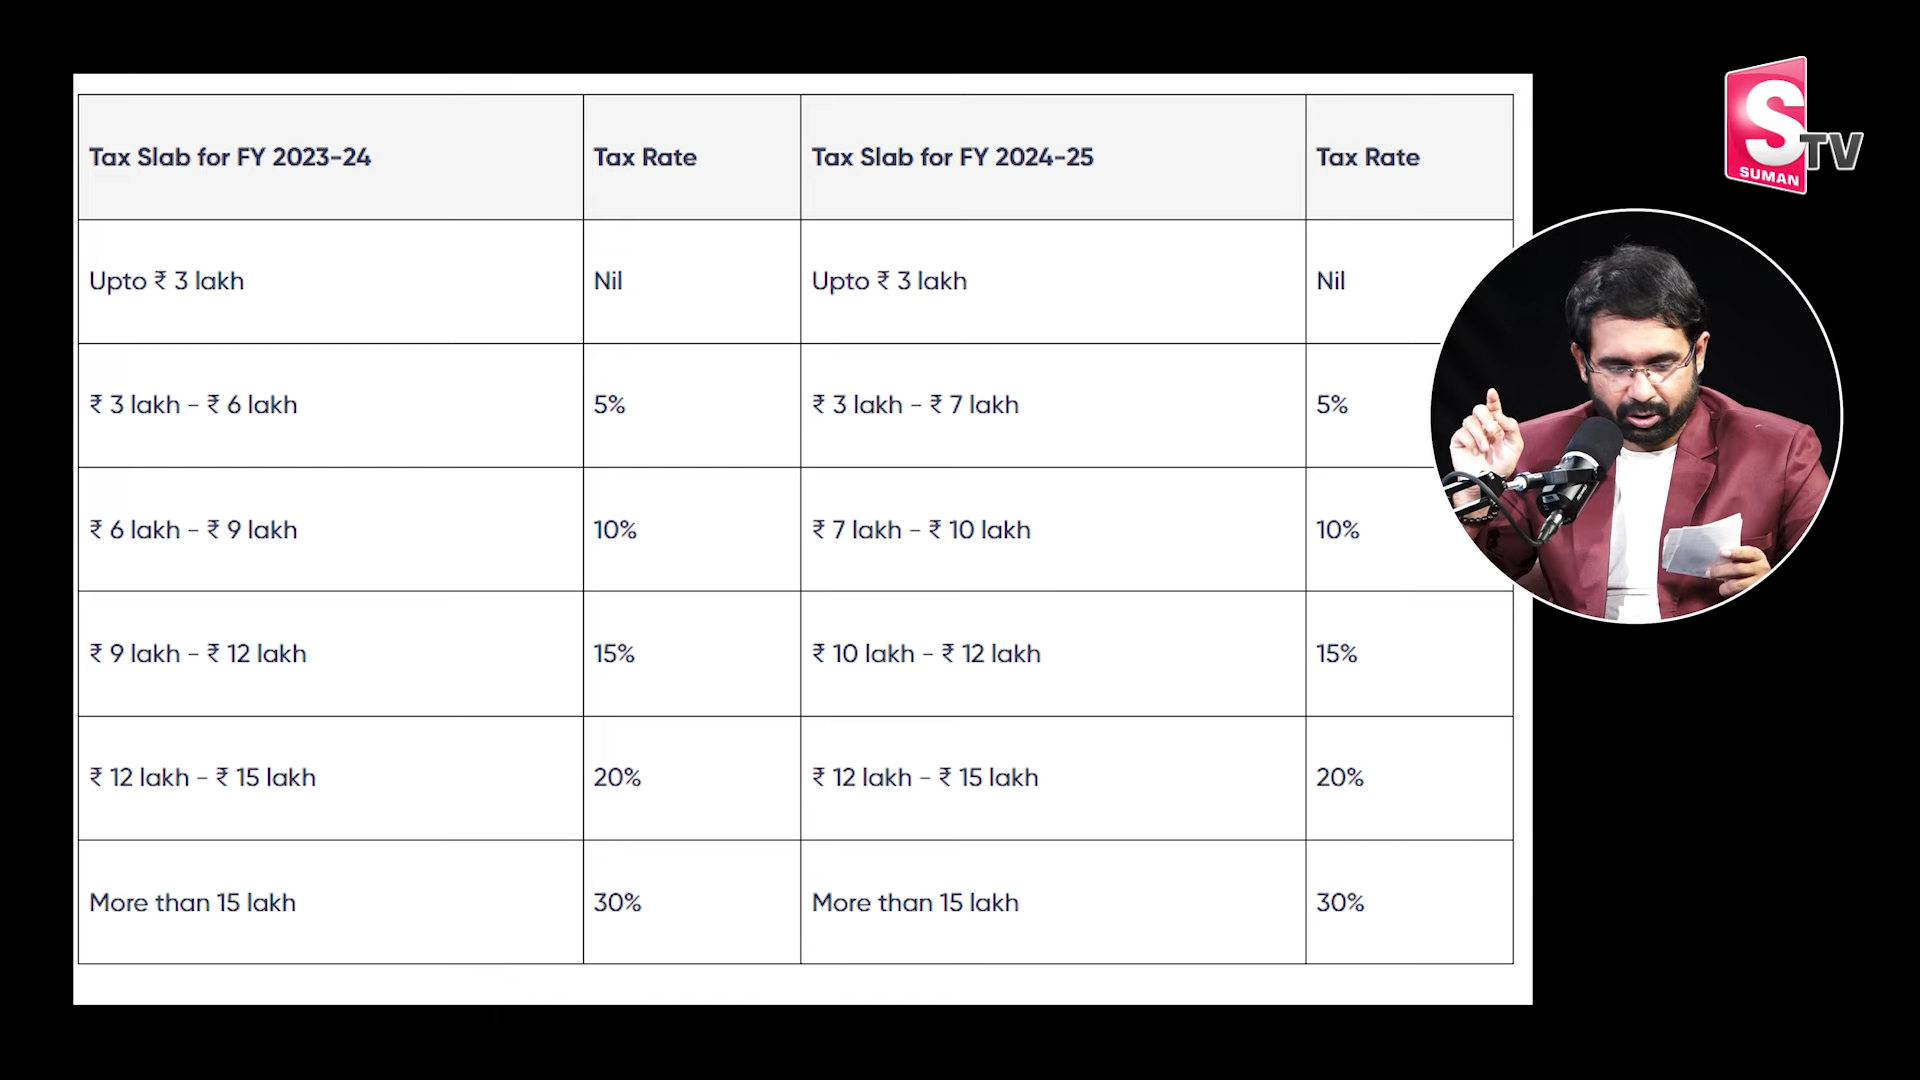 Tax Slab for FY 2023-24 Tax Rate Tax Slab for FY 2024-25 Tax Rate
Upto ₹ 3 lakh Nil Upto ₹ 3 lakh Nil
₹ 3 lakh - ₹ 6 lakh 5% ₹ 3 lakh - ₹ 7 lakh 5%
₹ 6 lakh - ₹ 9 lakh 10% ₹ 7 lakh - ₹ 10 lakh 10%
₹ 9 lakh - ₹ 12 lakh 15% ₹ 10 lakh - ₹ 12 lakh 15%
₹ 12 lakh - ₹ 15 lakh 20% ₹ 12 lakh - ₹ 15 lakh 20%
More than 15 lakh 30% More than 15 lakh 30%
S TV
SUMAN